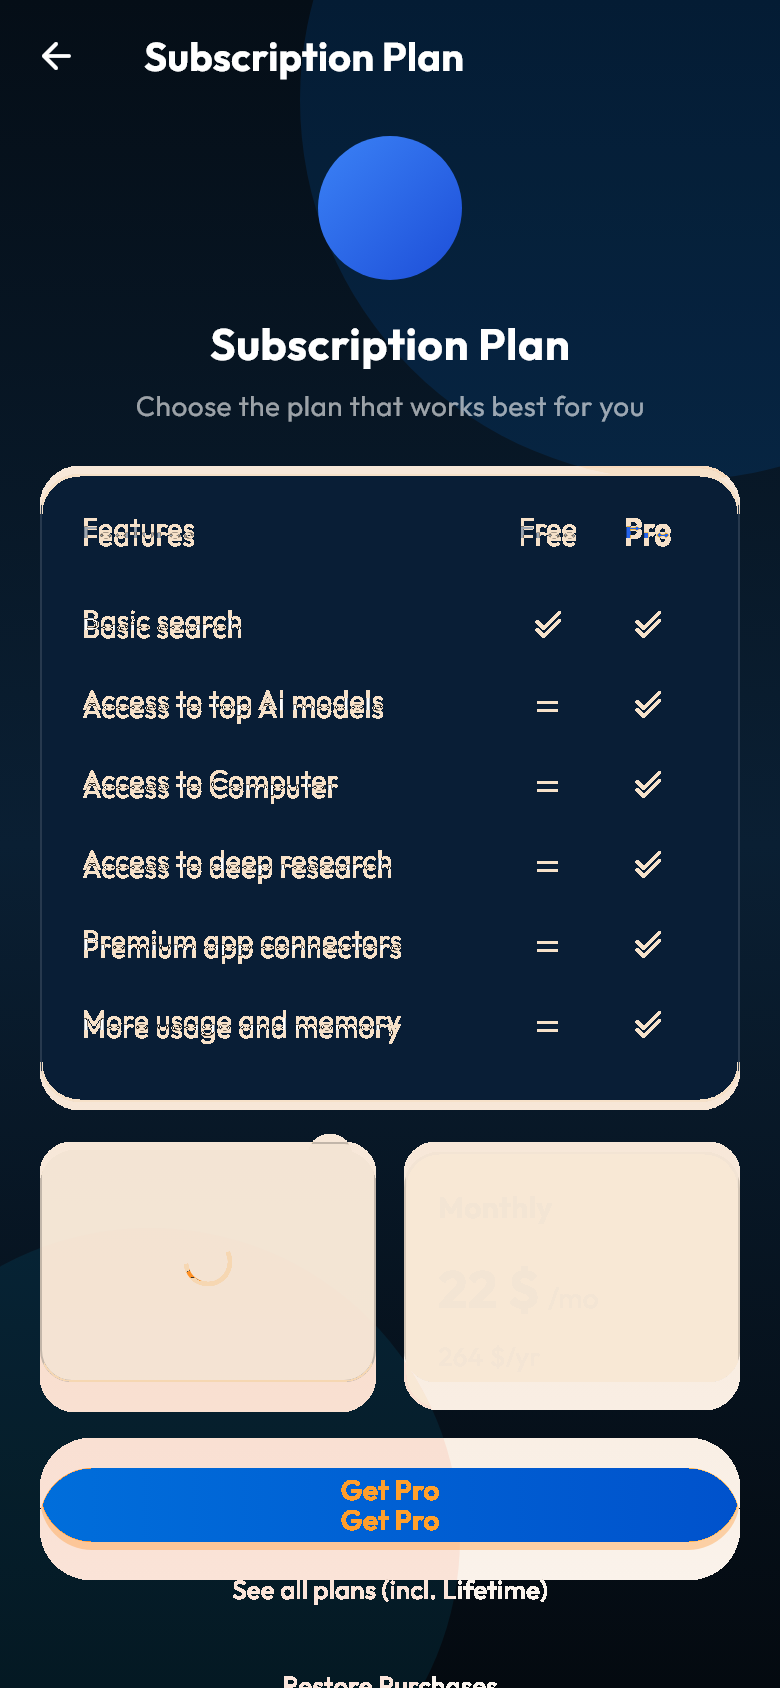 Subscription Plan
Subscription Plan
Choose the plan that works best for you
Features Free Pro
Basic search
Access to top AI models
Access to Computer
Access to deep research
Premium app connectors
More usage and memory
Monthly
22 $ /mo
264 $/yr
Get Pro
Get Pro
See all plans (incl. Lifetime)
Restore Purchases